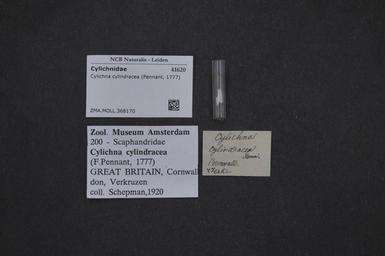 NCB Naturalis - Leiden
Cylichnidae 41620
Cylichna cylindracea (Pennant, 1777)
ZMA.MOLL.368170
Zool. Museum Amsterdam
200 - Scaphandridae
Cylichna cylindracea
(F.Pennant, 1777)
GREAT BRITAIN, Cornwall
don, Verkruzen
coll. Schepman,1920
Cylichna
cylindracea
Cornwall